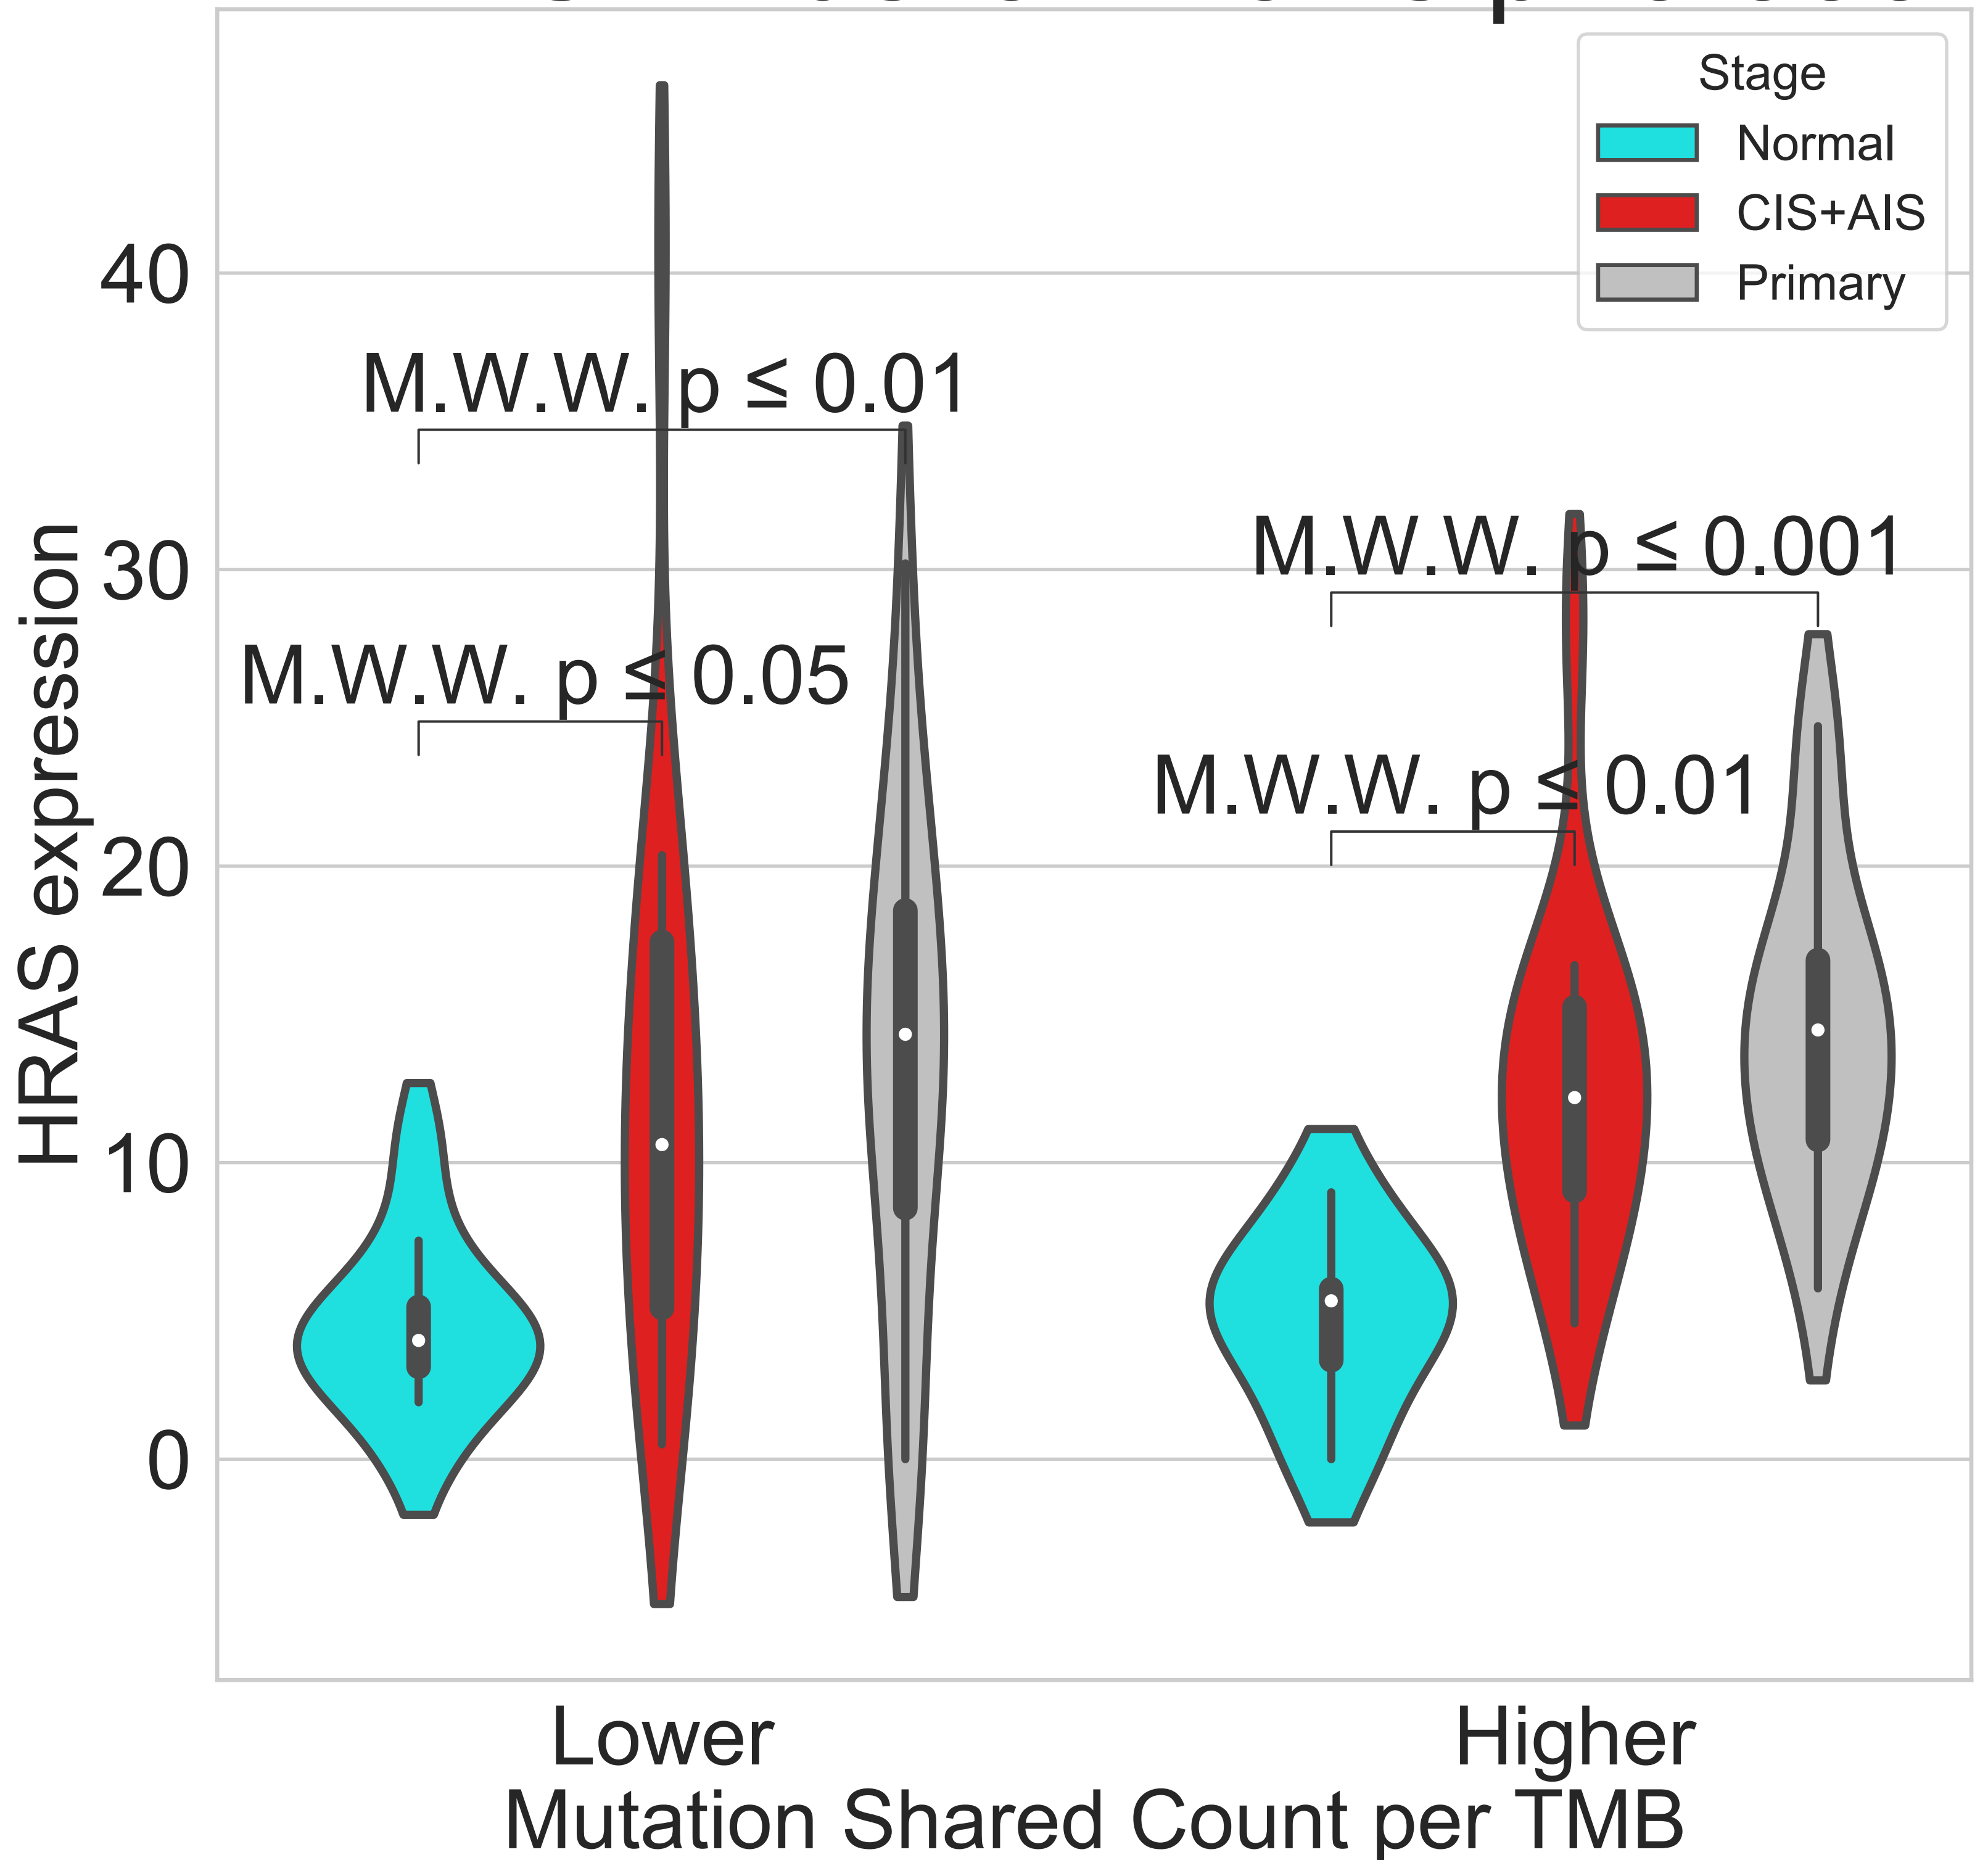 Stage
Normal
CIS+AIS
Primary
40
30
20
10
0
HRAS expression
M.W.W. p ≤ 0.01
M.W.W. p ≤ 0.05
M.W.W. p ≤ 0.001
M.W.W. p ≤ 0.01
Lower
Higher
Mutation Shared Count per TMB